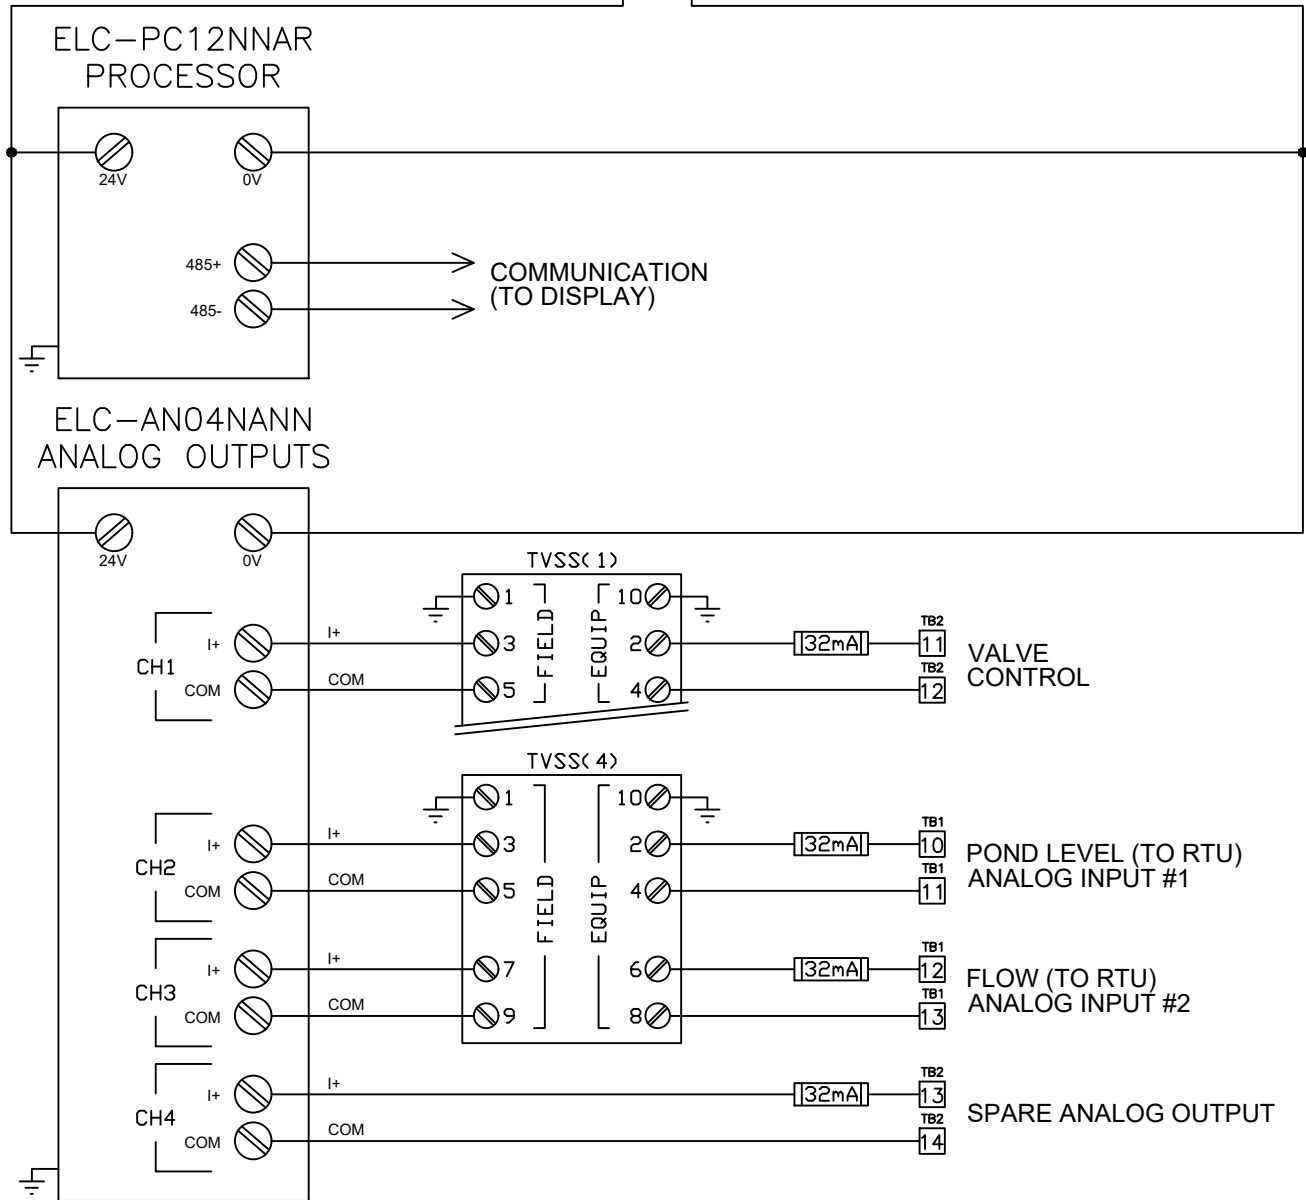 ELC-PC12NNAR
PROCESSOR
24V 0V
485+
485-
COMMUNICATION
(TO DISPLAY)
ELC-AN04NANN
ANALOG OUTPUTS
24V 0V
TVSS(1)
1 10
FIELD EQUIP
CH1
I+ I+ 3 2 32mA TB2 11
COM COM 5 4 TB2 12
VALVE
CONTROL
TVSS(4)
1 10
FIELD EQUIP
CH2
I+ I+ 3 2 32mA TB1 10
COM COM 5 4 TB1 11
POND LEVEL (TO RTU)
ANALOG INPUT #1
CH3
I+ I+ 7 6 32mA TB1 12
COM COM 9 8 TB1 13
FLOW (TO RTU)
ANALOG INPUT #2
CH4
I+ I+ 32mA TB2 13
COM COM TB2 14
SPARE ANALOG OUTPUT